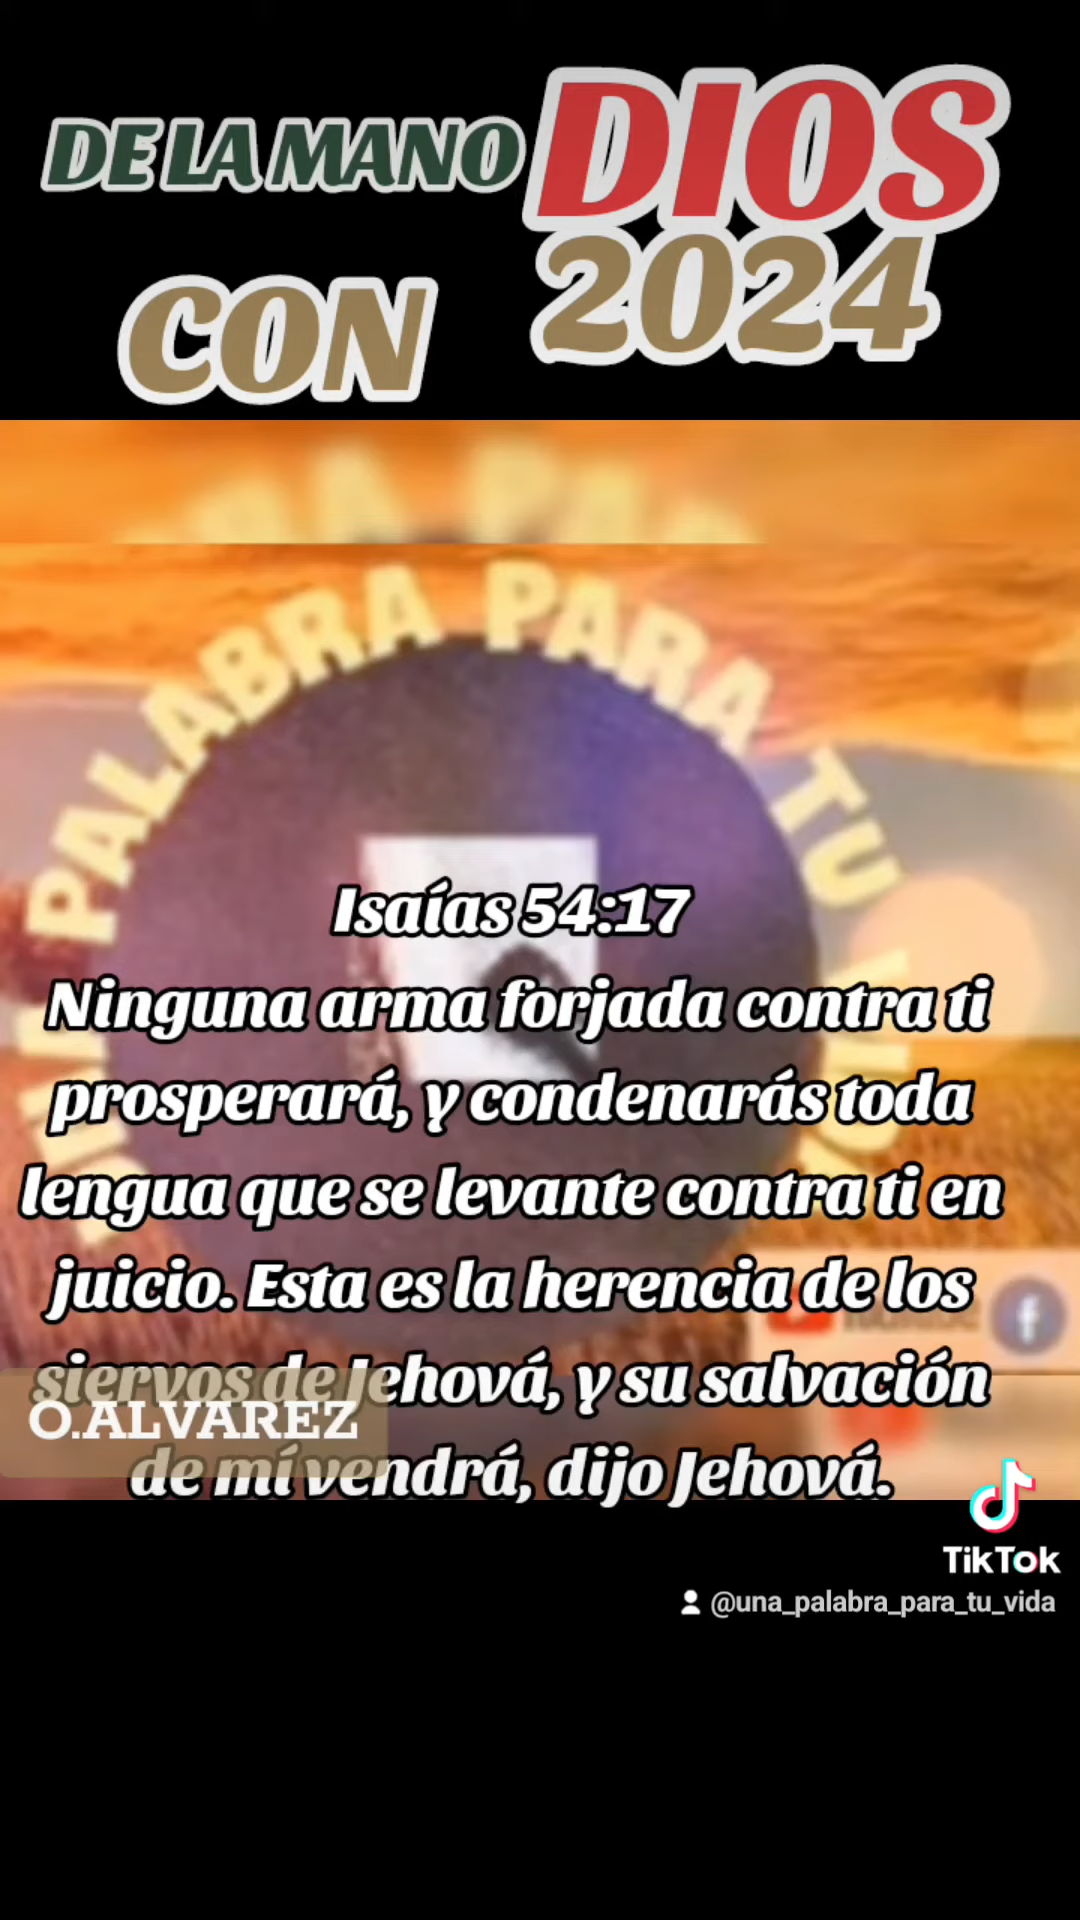 DE LA MANO DIOS
CON 2024
PALABRA PARA TU
Isaías 54:17
Ninguna arma forjada contra ti
prosperará, y condenarás toda
lengua que se levante contra ti en
juicio. Esta es la herencia de los
siervos de Jehová, y su salvación
O.ALVAREZ
de mí vendrá, dijo Jehová.
TikTok
@una_palabra_para_tu_vida